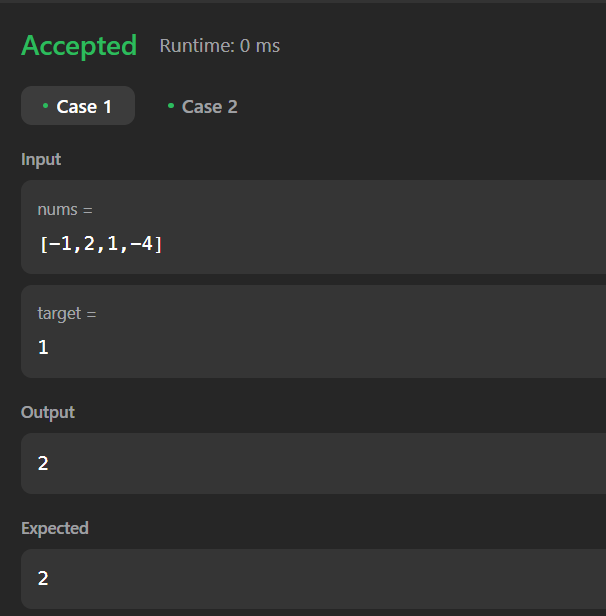 Accepted Runtime: 0 ms
• Case 1 • Case 2
Input
nums =
[-1,2,1,-4]
target =
1
Output
2
Expected
2